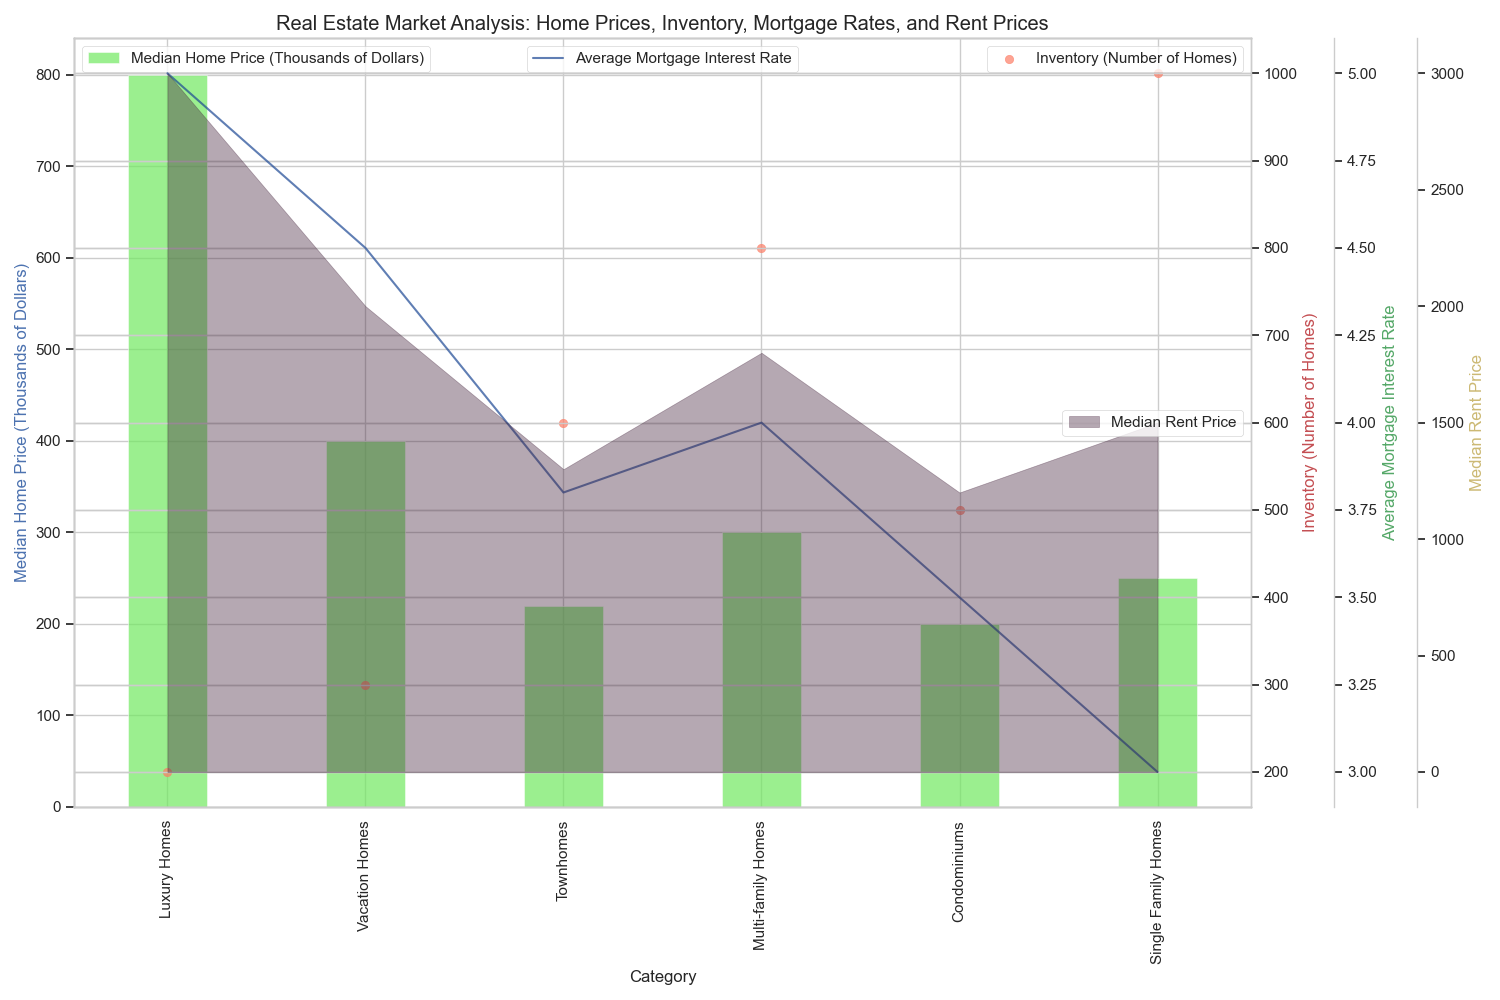 Real Estate Market Analysis: Home Prices, Inventory, Mortgage Rates, and Rent Prices
Median Home Price (Thousands of Dollars)
Average Mortgage Interest Rate
Inventory (Number of Homes)
Median Rent Price
Median Home Price (Thousands of Dollars)
800
700
600
500
400
300
200
100
0
1000
900
800
700
600
500
400
300
200
Inventory (Number of Homes)
5.00
4.75
4.50
4.25
4.00
3.75
3.50
3.25
3.00
Average Mortgage Interest Rate
3000
2500
2000
1500
1000
500
0
Median Rent Price
Luxury Homes
Vacation Homes
Townhomes
Multi-family Homes
Condominiums
Single Family Homes
Category